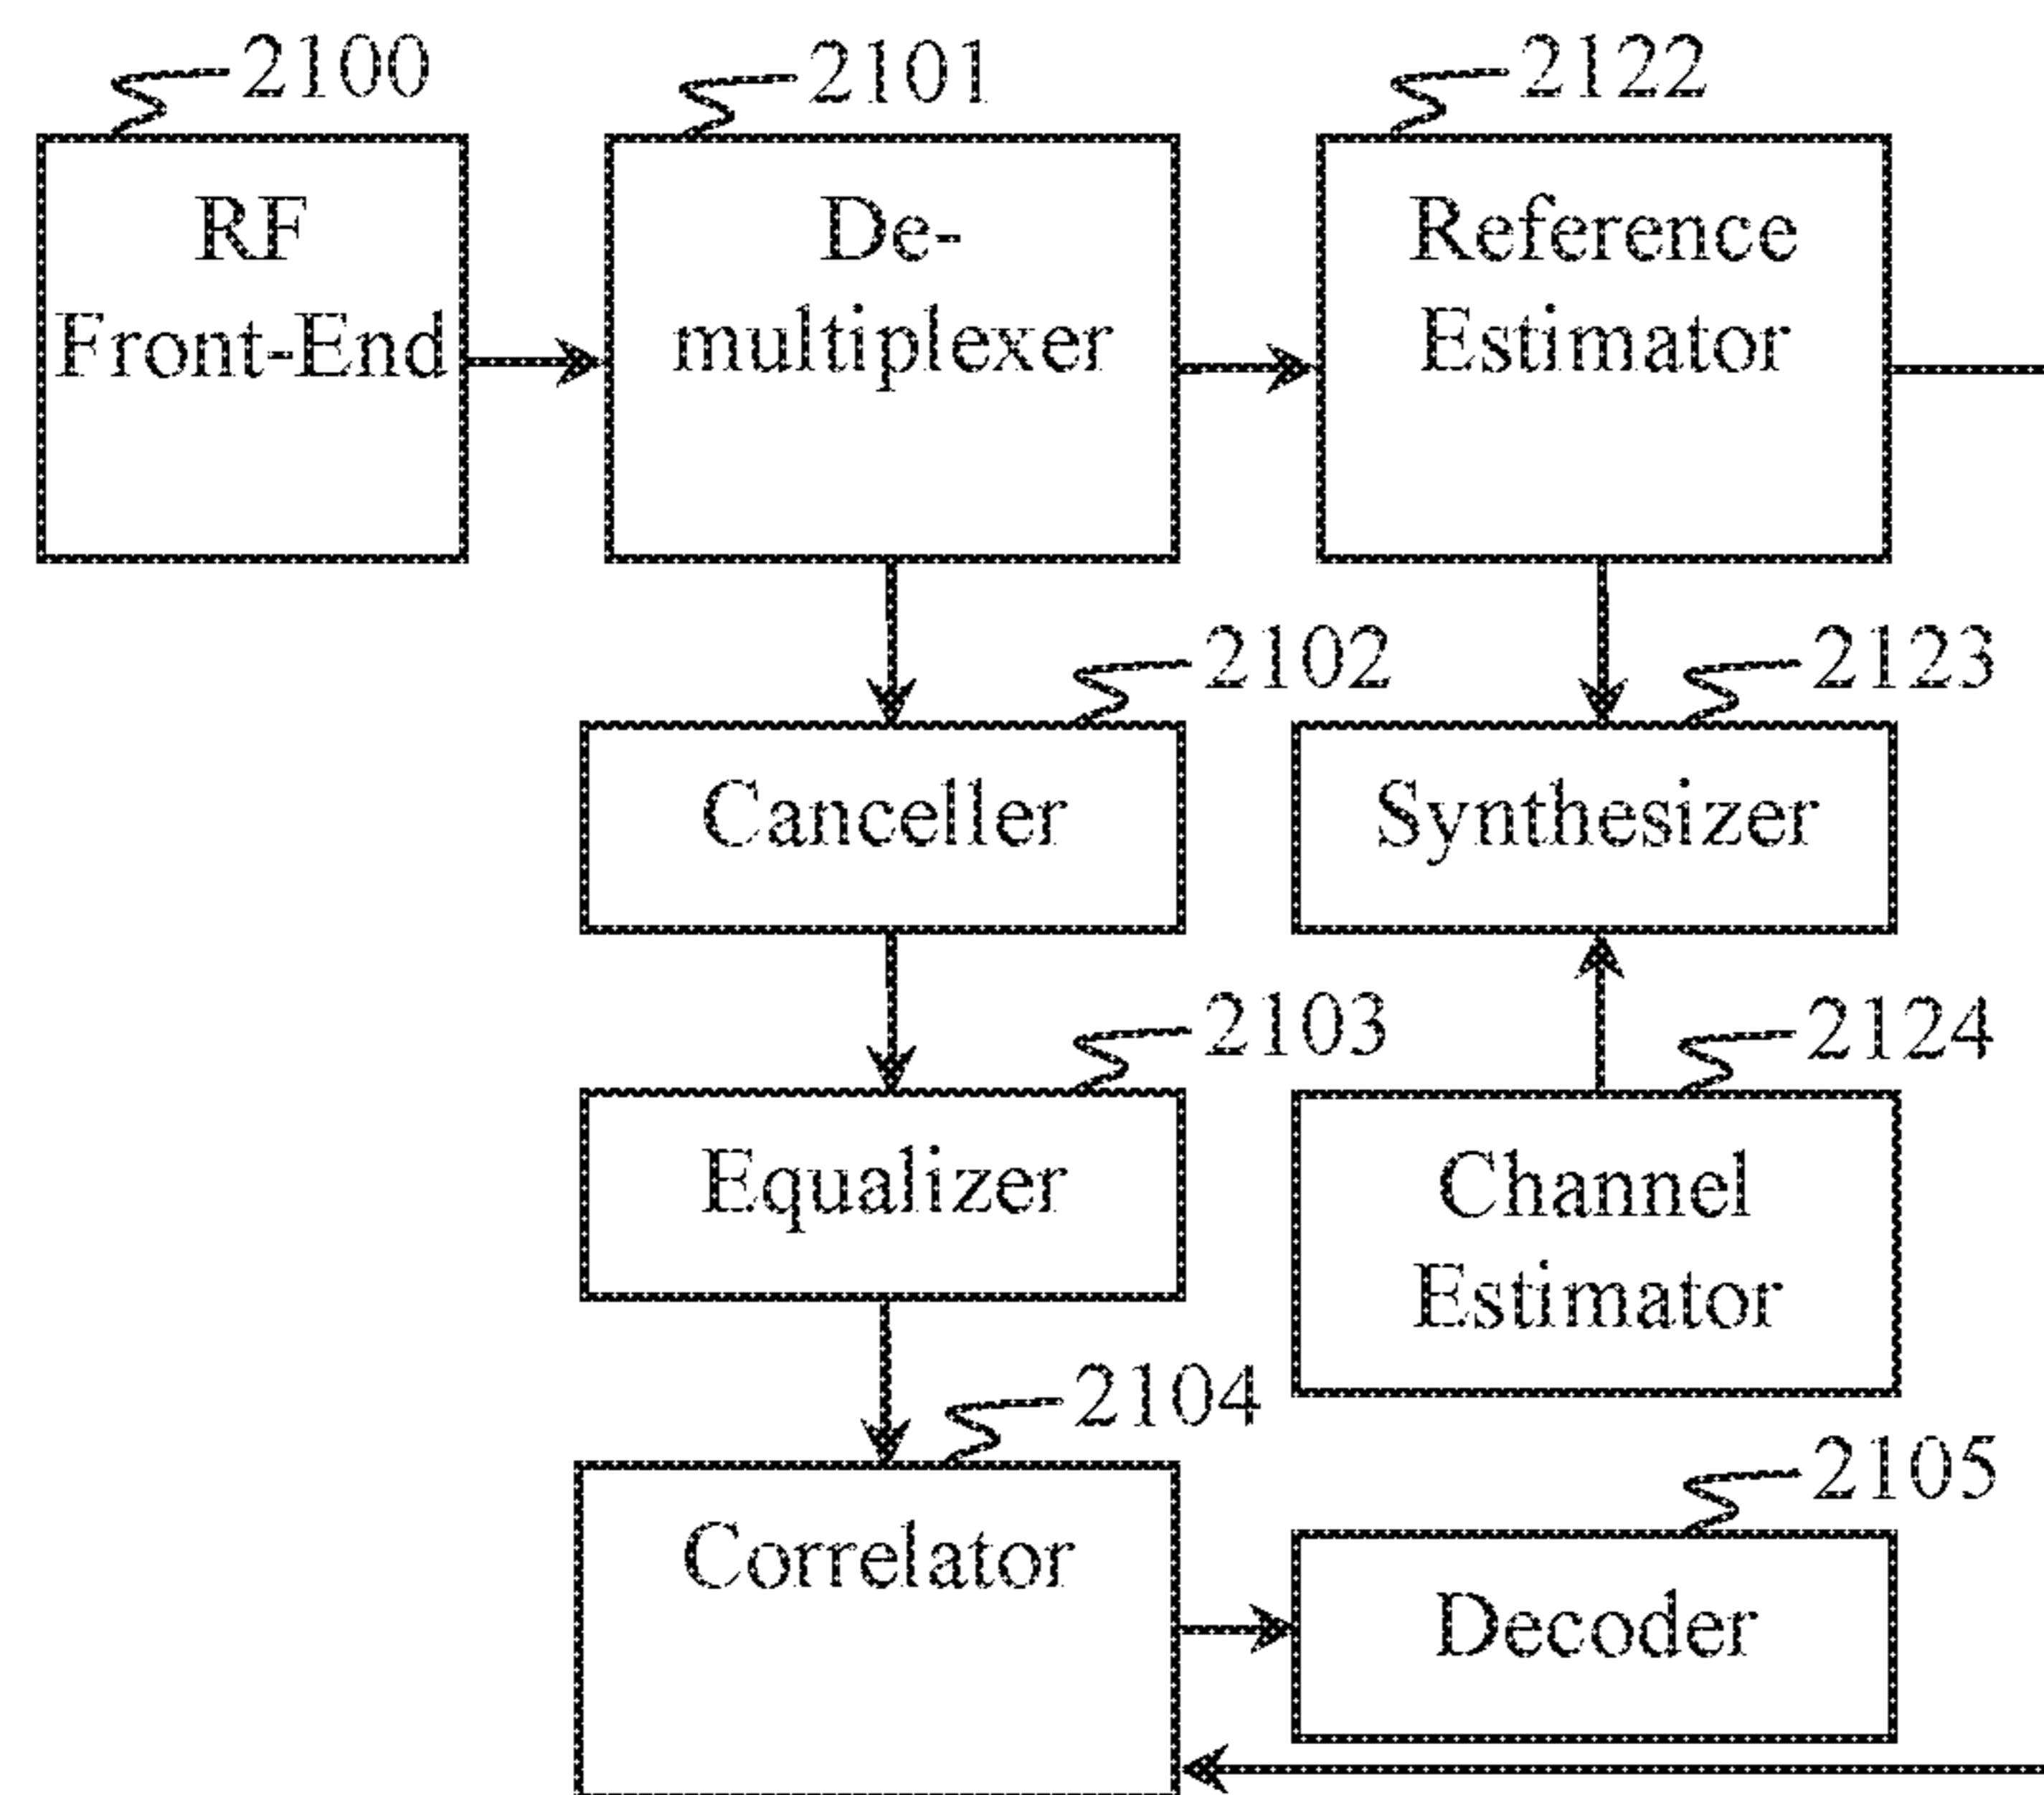 2100
2101
2122
RF
Front-End
De-
multiplexer
Reference
Estimator
2102
2123
Canceller
Synthesizer
2103
2124
Equalizer
Channel
Estimator
2104
2105
Correlator
Decoder